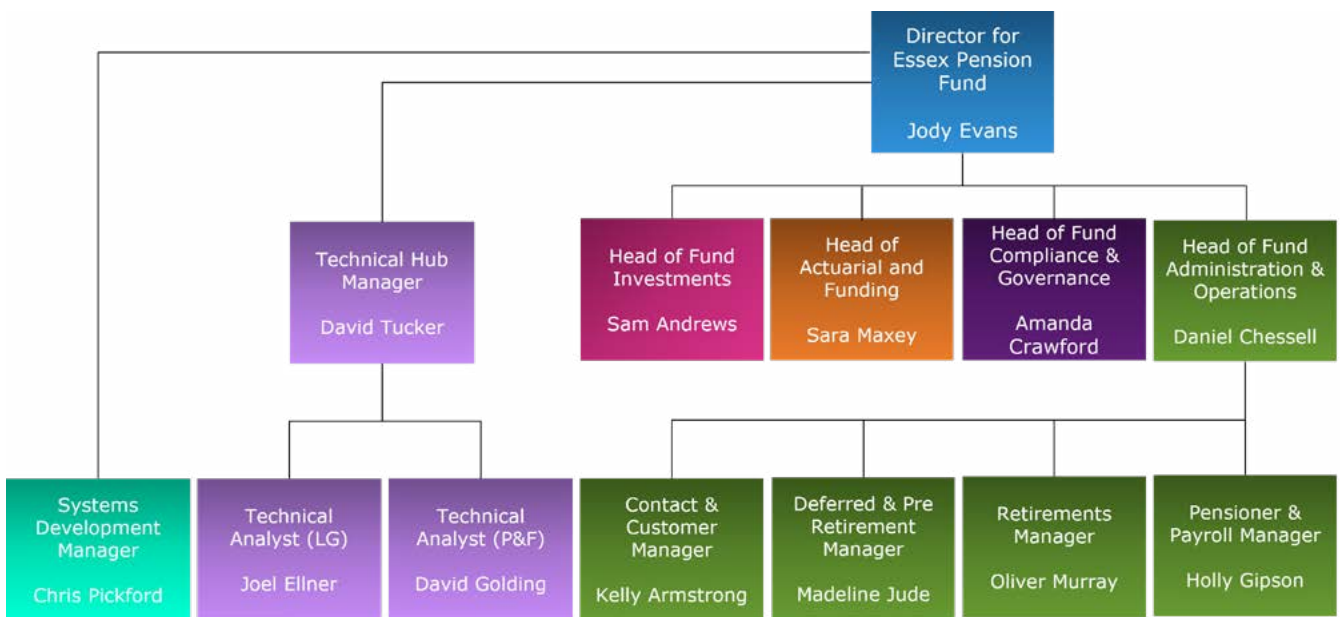 Director for
Essex Pension
Fund
Jody Evans
Technical Hub
Manager
David Tucker
Head of Fund
Investments
Sam Andrews
Head of
Actuarial and
Funding
Sara Maxey
Head of Fund
Compliance &
Governance
Amanda
Crawford
Head of Fund
Administration &
Operations
Daniel Chessell
Systems
Development
Manager
Chris Pickford
Technical
Analyst (LG)
Joel Ellner
Technical
Analyst (P&F)
David Golding
Contact &
Customer
Manager
Kelly Armstrong
Deferred & Pre
Retirement
Manager
Madeline Jude
Retirements
Manager
Oliver Murray
Pensioner &
Payroll Manager
Holly Gipson